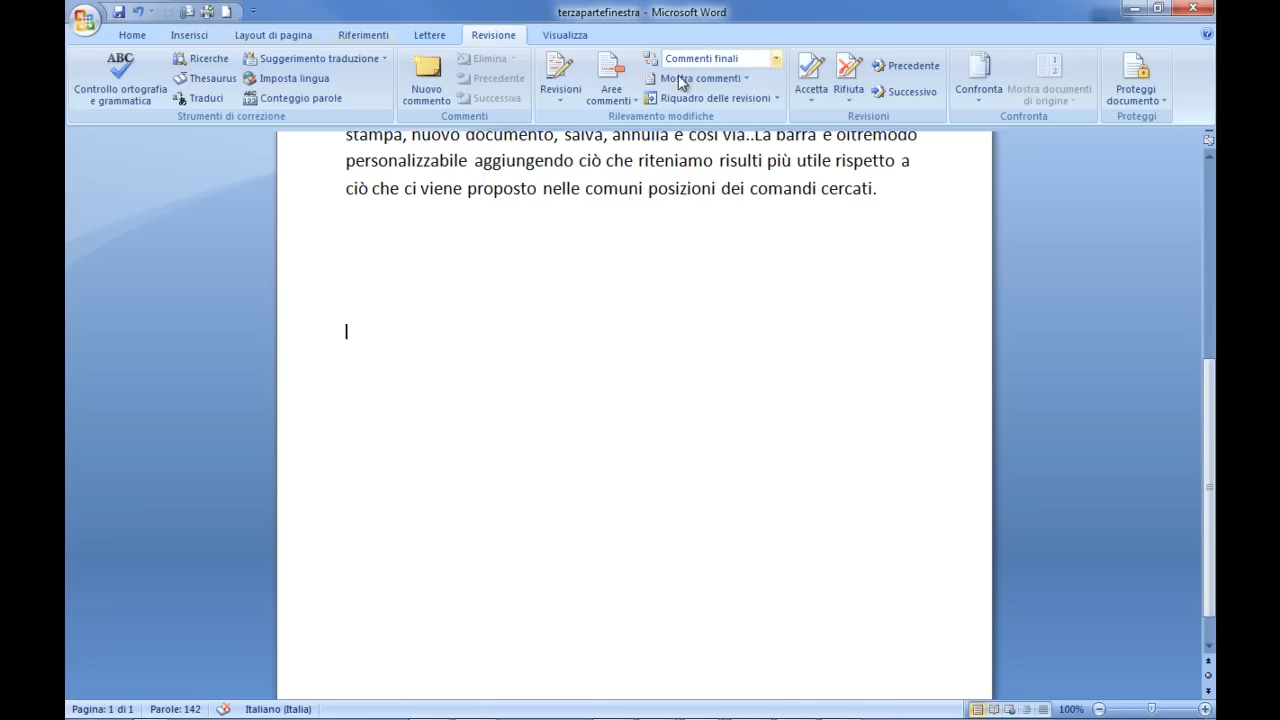 terzapartefinestra - Microsoft Word
Home Inserisci Layout di pagina Riferimenti Lettere Revisione Visualizza
ABC
Controllo ortografia
e grammatica
Ricerche
Thesaurus
Traduci
Suggerimento traduzione
Imposta lingua
Conteggio parole
Strumenti di correzione
Nuovo
commento
Elimina
Precedente
Successiva
Commenti
Revisioni
Aree
commenti
Commenti finali
Mostra commenti
Riquadro delle revisioni
Rilevamento modifiche
Accetta
Rifiuta
Precedente
Successivo
Revisioni
Confronta
Mostra documenti
di origine
Confronta
Proteggi
documento
Proteggi
stampa, nuovo documento, salva, annulla e così via..La barra è oltremodo
personalizzabile aggiungendo ciò che riteniamo risulti più utile rispetto a
ciò che ci viene proposto nelle comuni posizioni dei comandi cercati.
Pagina: 1 di 1 Parole: 142 Italiano (Italia) 100%